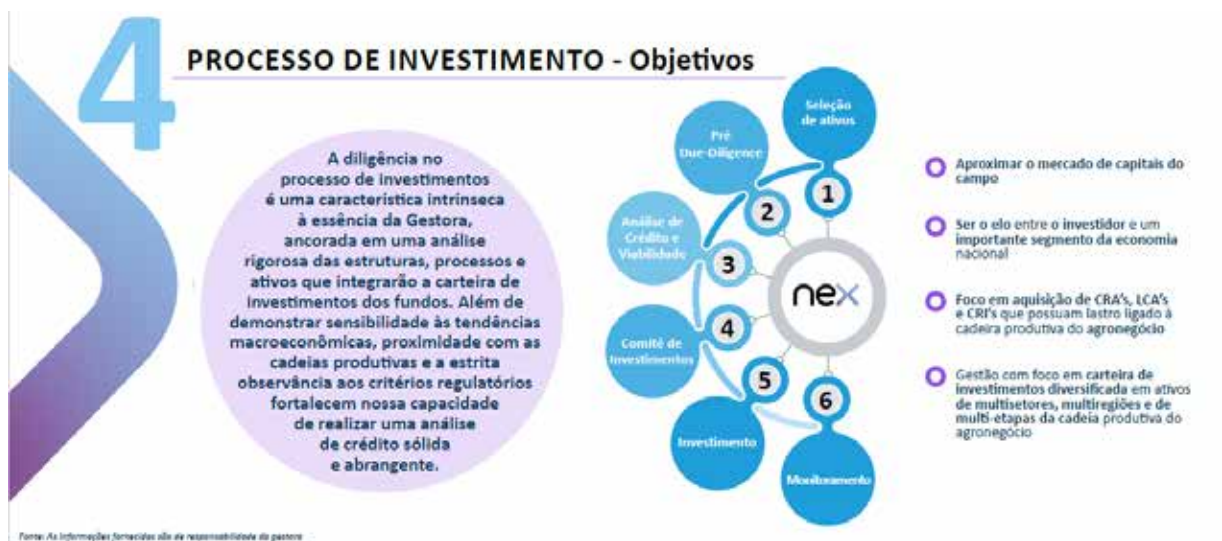 4
PROCESSO DE INVESTIMENTO - Objetivos
A diligência no
processo de investimentos
é uma característica intrínseca
à essência da Gestora,
ancorada em uma análise
rigorosa das estruturas, processos e
ativos que integrarão a carteira de
investimentos dos fundos. Além de
demonstrar sensibilidade às tendências
macroeconômicas, proximidade com as
cadeias produtivas e a estrita
observância aos critérios regulatórios
fortalecem nossa capacidade
de realizar uma análise
de crédito sólida
e abrangente.
Seleção
de ativos
1
Pré
Due-Diligence
2
Análise de
Crédito e
Viabilidade
3
Comitê de
Investimentos
4
Investimento
5
Monitoramento
6
nex
Aproximar o mercado de capitais do
campo
Ser o elo entre o investidor e um
importante segmento da economia
nacional
Foco em aquisição de CRA's, LCA's
e CRI's que possuam lastro ligado à
cadeira produtiva do agronegócio
Gestão com foco em carteira de
investimentos diversificada em ativos
de multisetores, multiregiões e de
multi-etapas da cadeia produtiva do
agronegócio
Fonte: As informações fornecidas são de responsabilidade da gestora